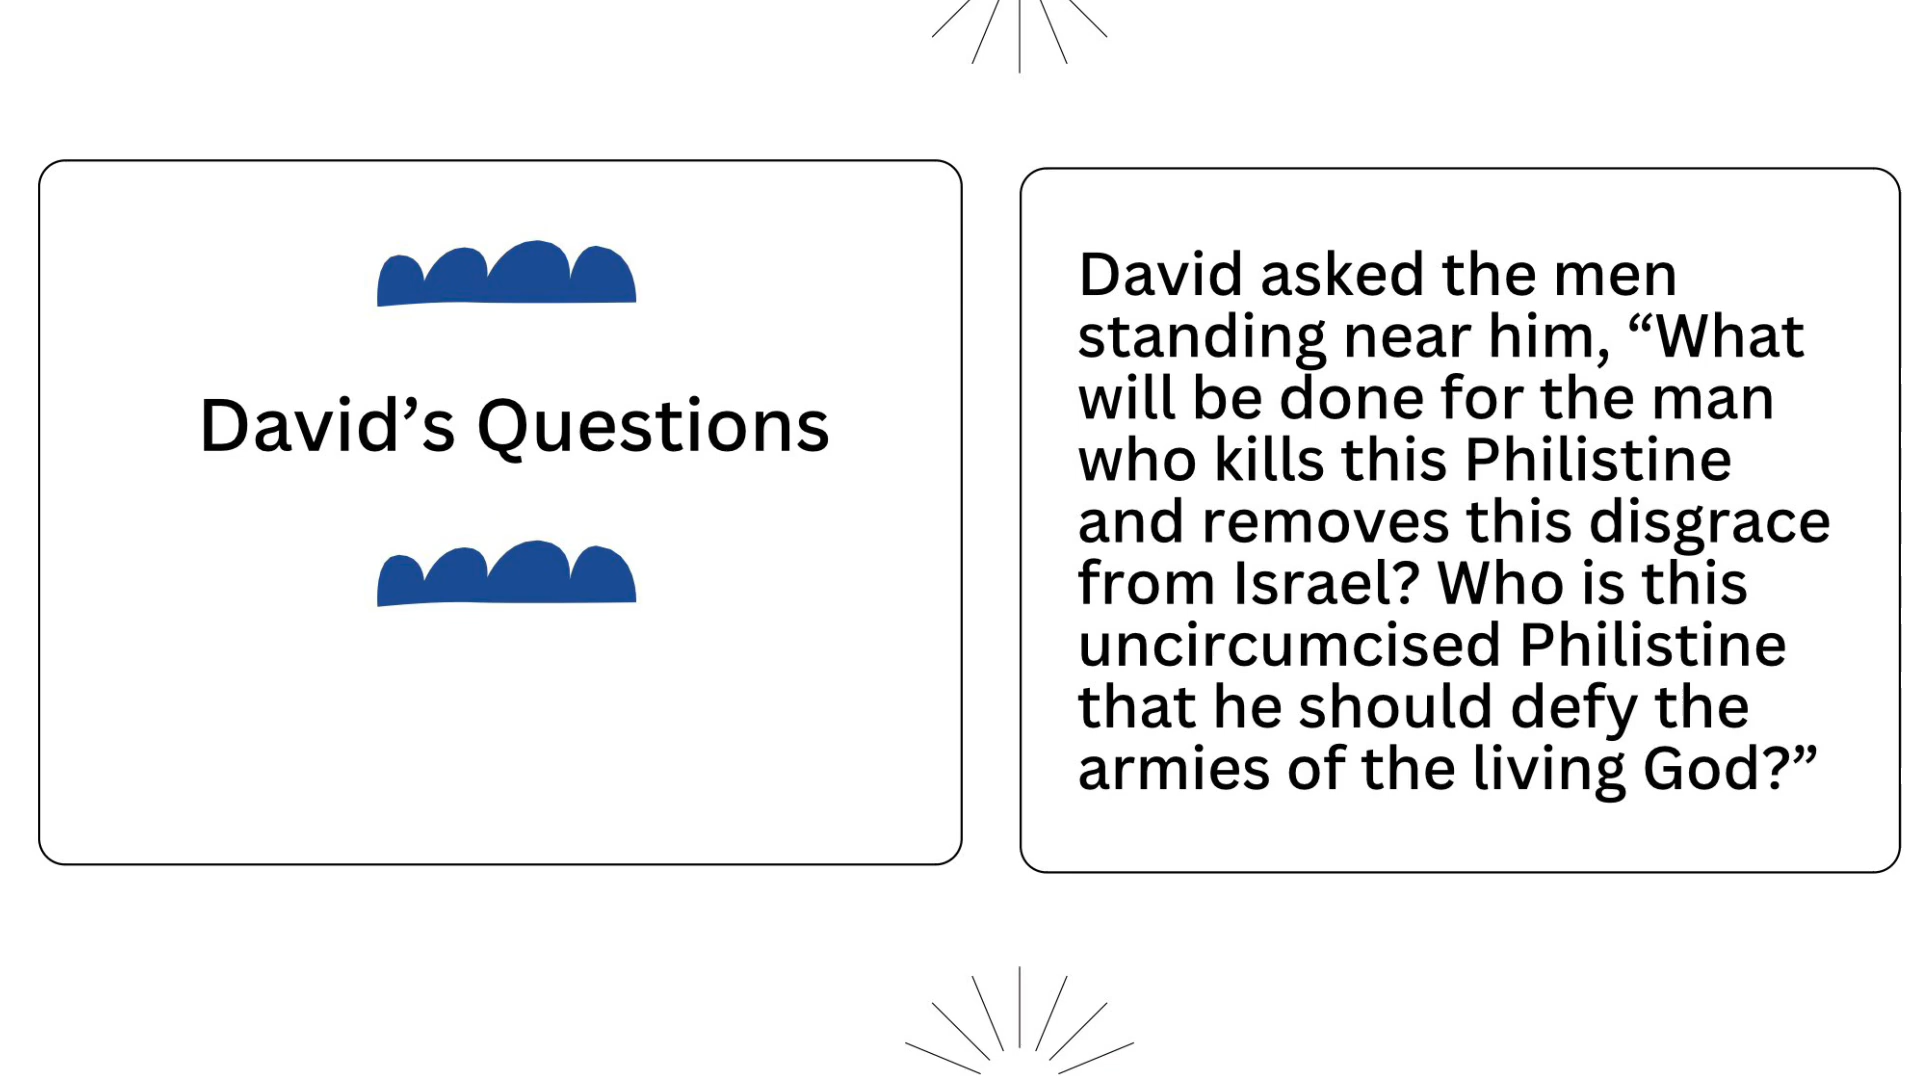 David’s Questions
David asked the men
standing near him, “What
will be done for the man
who kills this Philistine
and removes this disgrace
from Israel? Who is this
uncircumcised Philistine
that he should defy the
armies of the living God?”